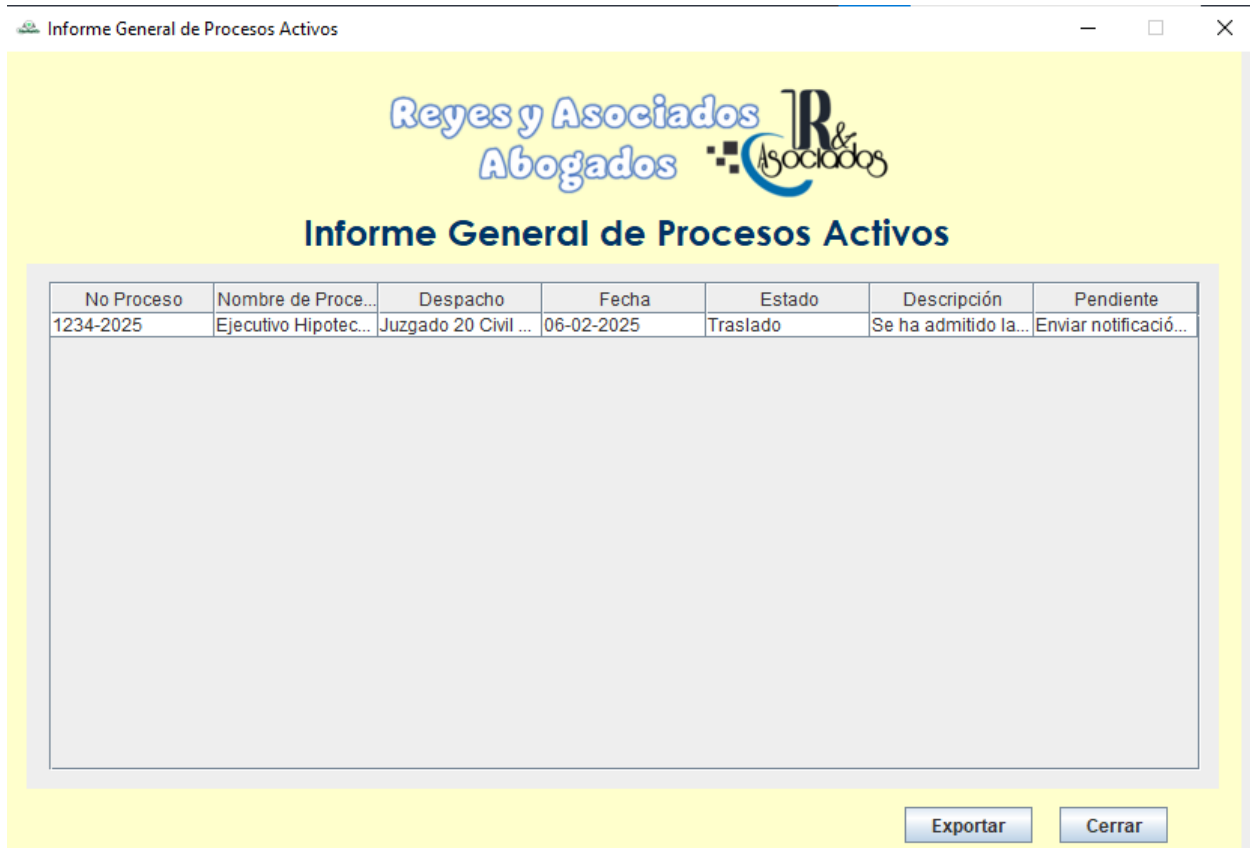 Informe General de Procesos Activos
Reyes y Asociados
Abogados
R&
Asociados
Informe General de Procesos Activos
No Proceso Nombre de Proce... Despacho Fecha Estado Descripción Pendiente
1234-2025 Ejecutivo Hipotec... Juzgado 20 Civil ... 06-02-2025 Traslado Se ha admitido la... Enviar notificació...
Exportar Cerrar